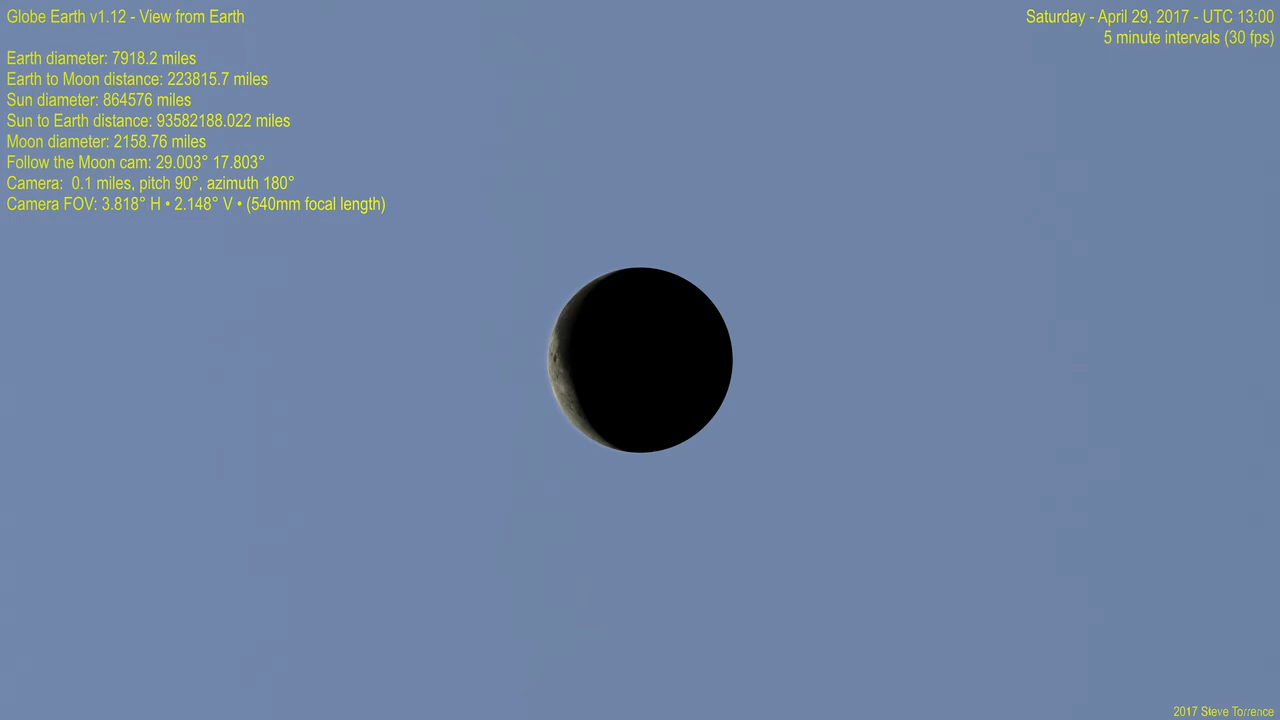 Globe Earth v1.12 - View from Earth
Saturday - April 29, 2017 - UTC 13:00
5 minute intervals (30 fps)
Earth diameter: 7918.2 miles
Earth to Moon distance: 223815.7 miles
Sun diameter: 864576 miles
Sun to Earth distance: 93582188.022 miles
Moon diameter: 2158.76 miles
Follow the Moon cam: 29.003° 17.803°
Camera:  0.1 miles, pitch 90°, azimuth 180°
Camera FOV: 3.818° H • 2.148° V • (540mm focal length)
2017 Steve Torrence